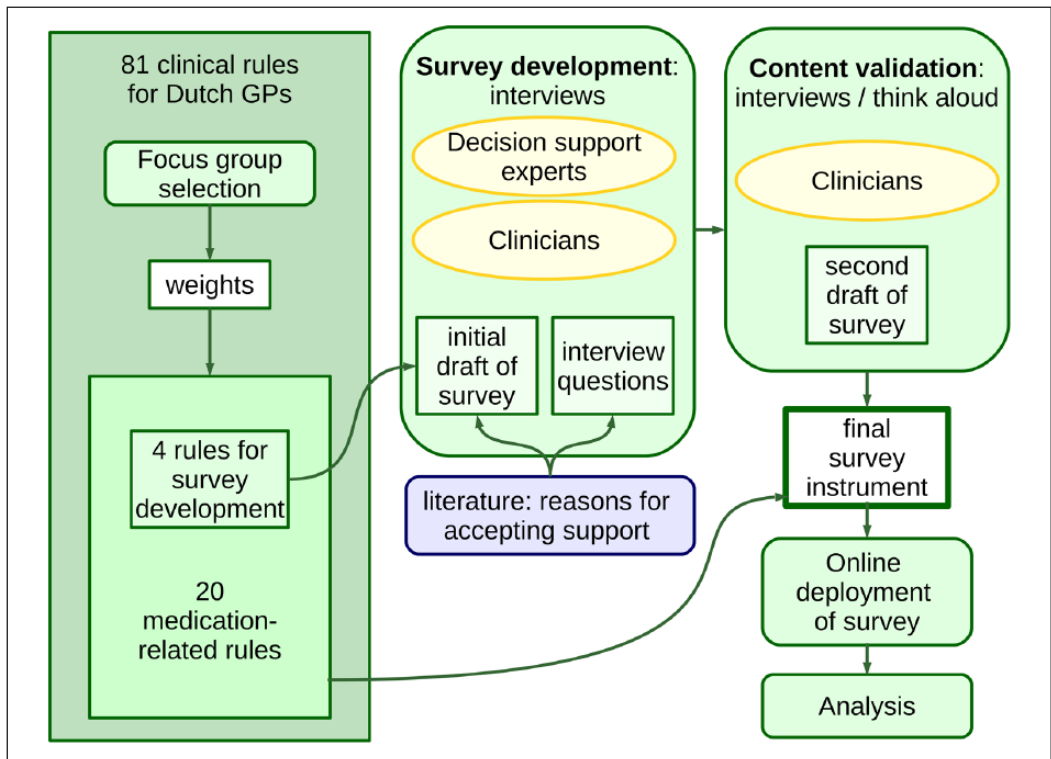 81 clinical rules
for Dutch GPs
Focus group
selection
weights
4 rules for
survey
development
20
medication-
related rules
Survey development:
interviews
Decision support
experts
Clinicians
initial
draft of
survey
interview
questions
literature: reasons for
accepting support
Content validation:
interviews / think aloud
Clinicians
second
draft of
survey
final
survey
instrument
Online
deployment
of survey
Analysis